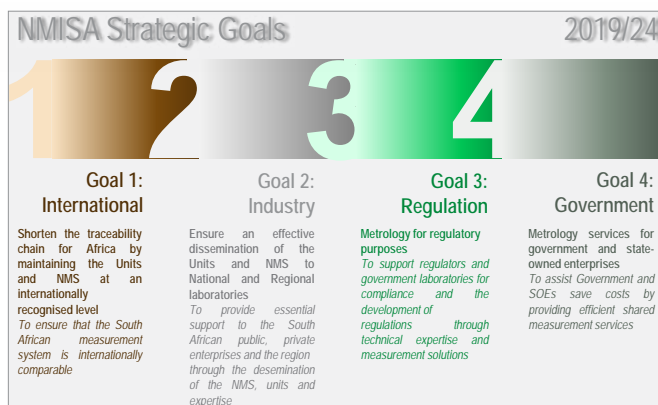 NMISA Strategic Goals 2019/24
1 2 3 4
Goal 1:
International
Shorten the traceability
chain for Africa by
maintaining the Units
and NMS at an
internationally
recognised level
To ensure that the South
African measurement
system is internationally
comparable
Goal 2:
Industry
Ensure an effective
dissemination of the
Units and NMS to
National and Regional
laboratories
To provide essential
support to the South
African public, private
enterprises and the region
through the desemination
of the NMS, units and
expertise
Goal 3:
Regulation
Metrology for regulatory
purposes
To support regulators and
government laboratories for
compliance and the
development of
regulations through
technical expertise and
measurement solutions
Goal 4:
Government
Metrology services for
government and state-
owned enterprises
To assist Government and
SOEs save costs by
providing efficient shared
measurement services